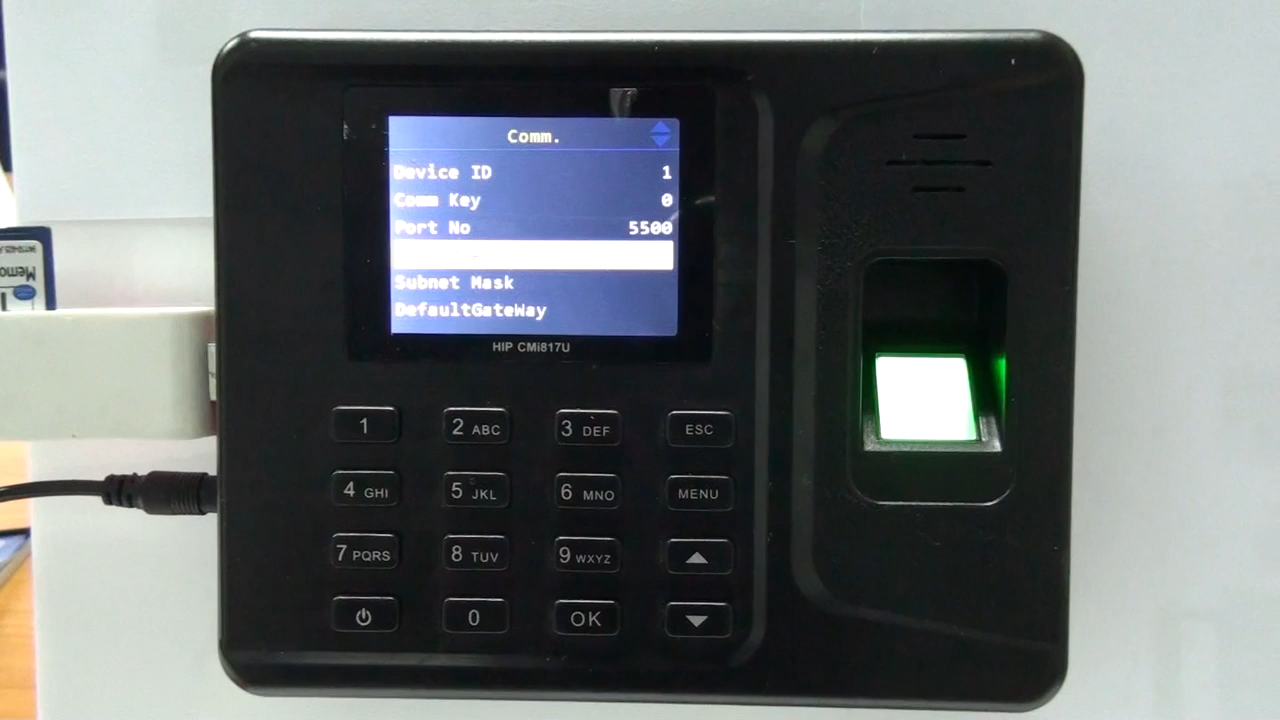 Comm.
Device ID 1
Comm Key 0
Port No 5500
Subnet Mask
DefaultGateWay
HIP CMi817U
1
2 ABC
3 DEF
ESC
4 GHI
5 JKL
6 MNO
MENU
7 PQRS
8 TUV
9 WXYZ
0
OK
Memo